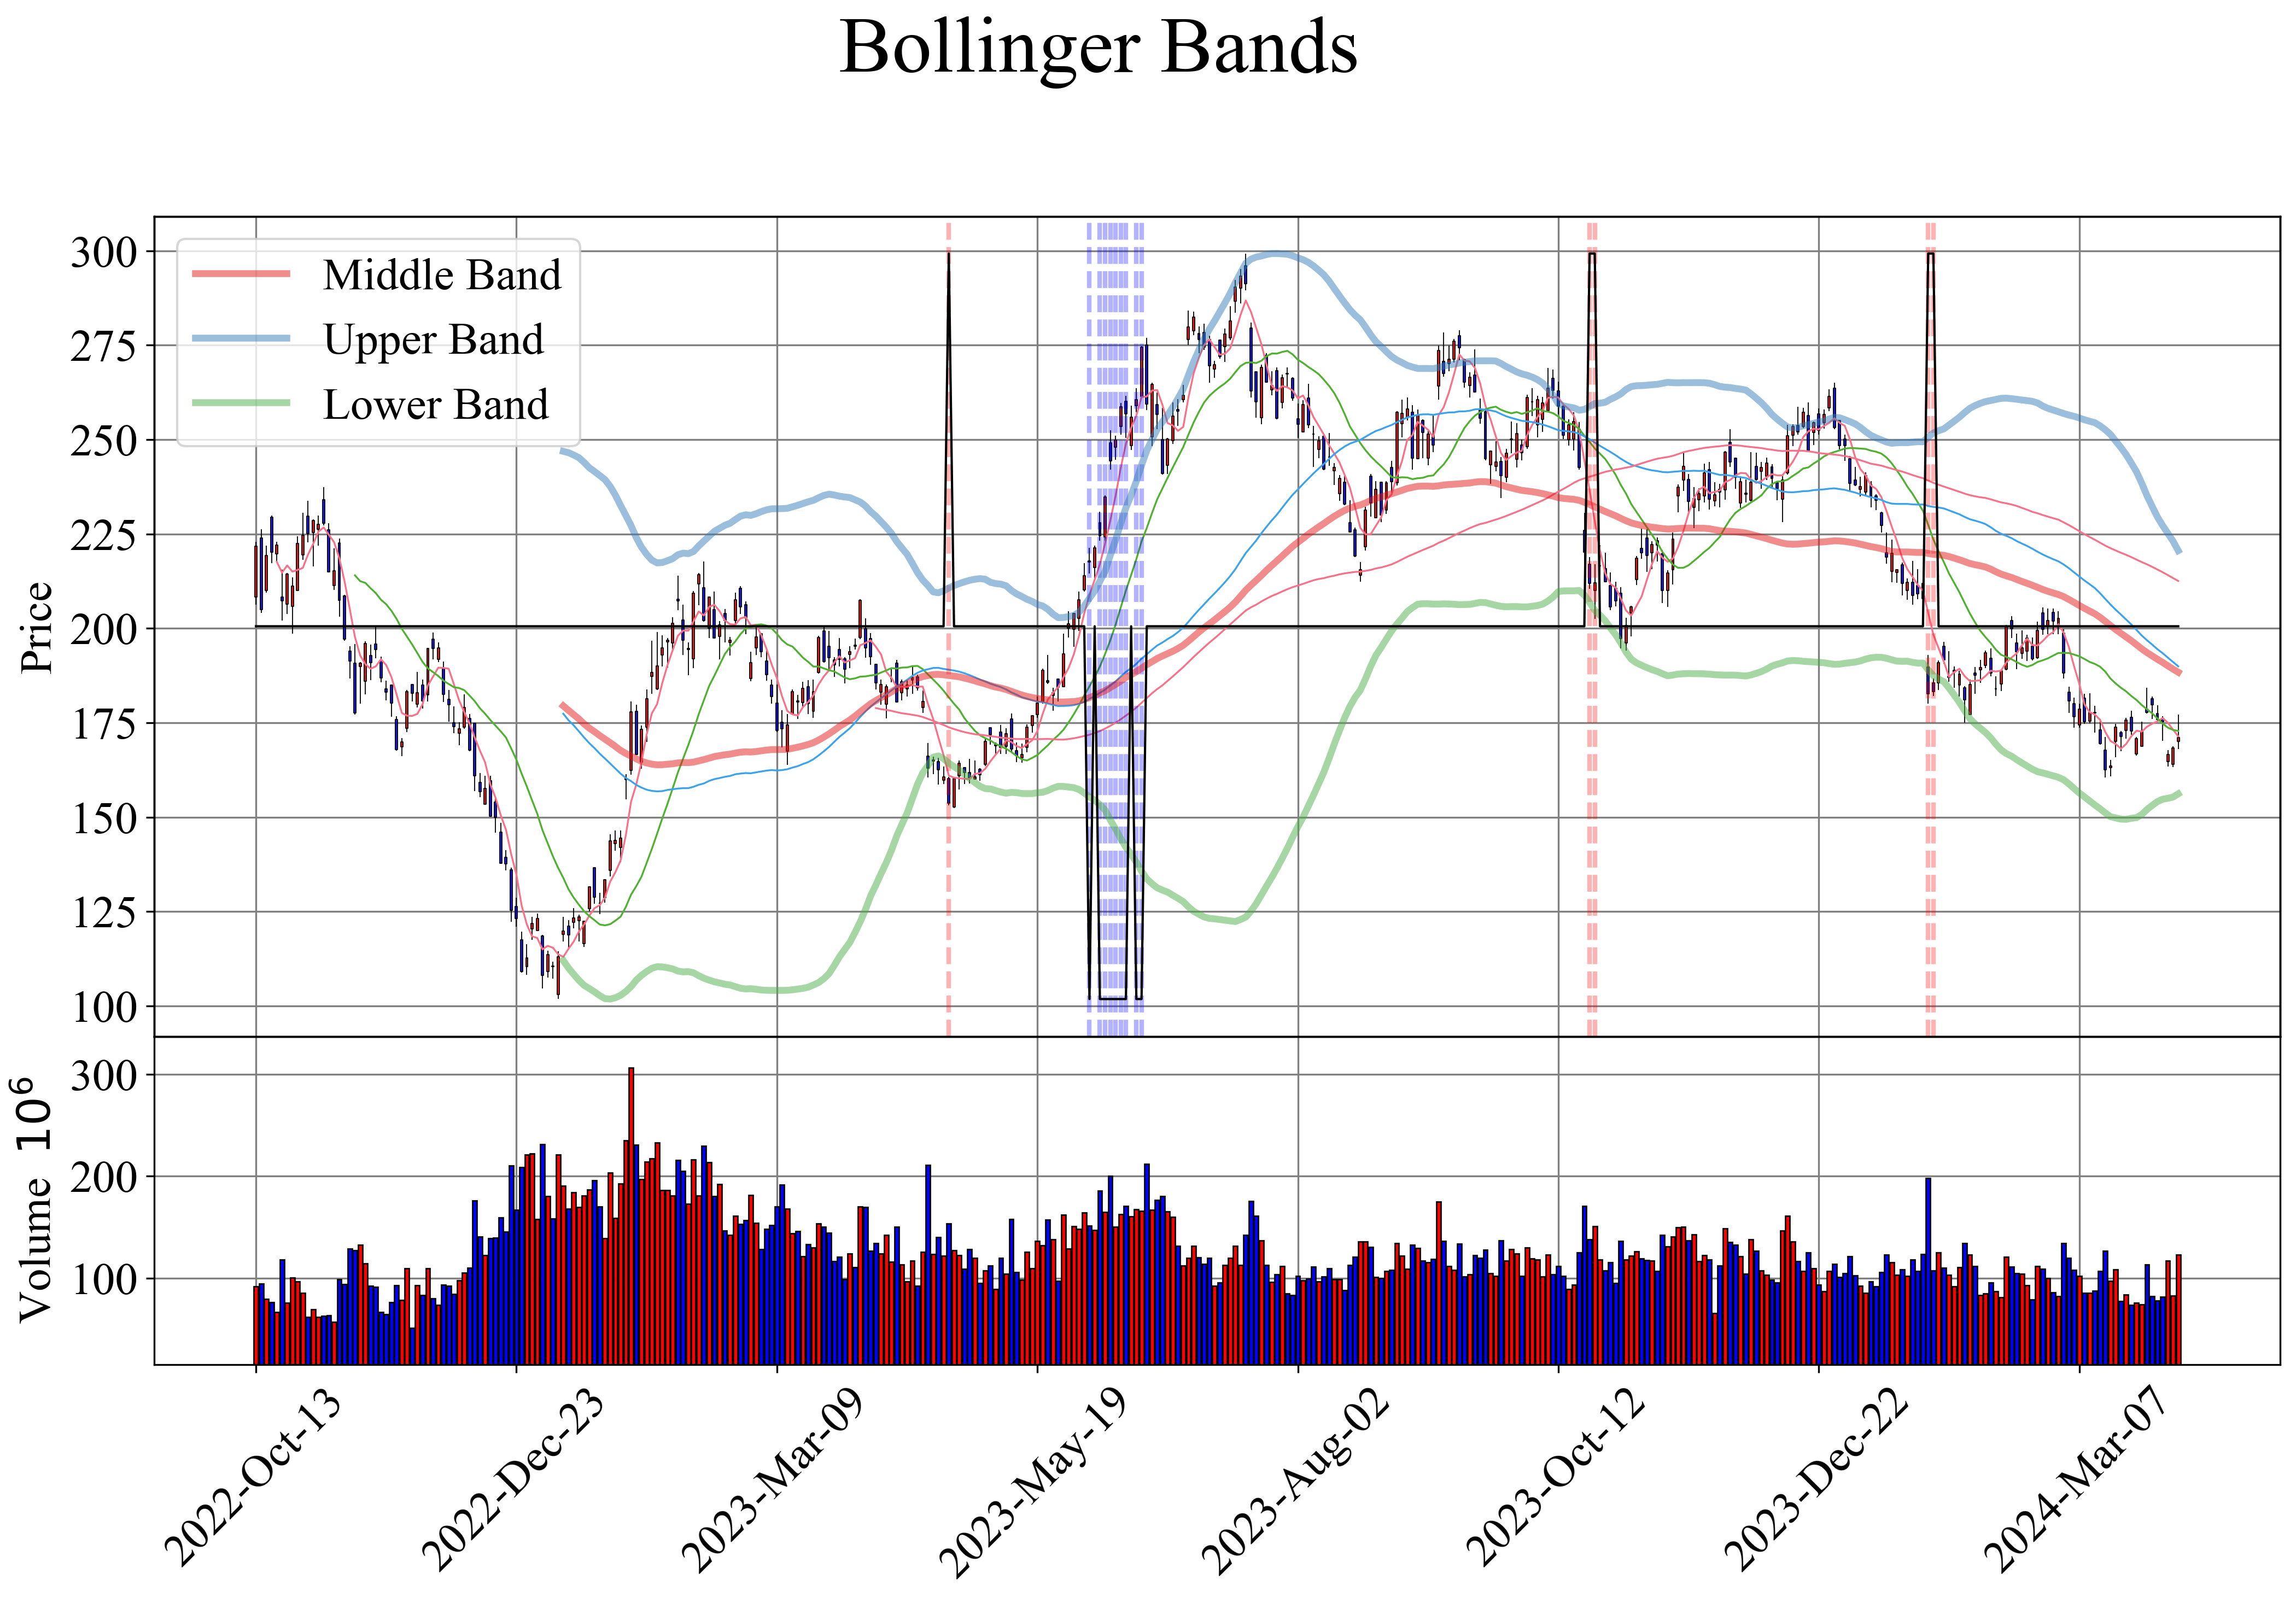 Bollinger Bands
Middle Band
Upper Band
Lower Band
Price
300
275
250
225
200
175
150
125
100
Volume 10⁶
300
200
100
2022-Oct-13
2022-Dec-23
2023-Mar-09
2023-May-19
2023-Aug-02
2023-Oct-12
2023-Dec-22
2024-Mar-07